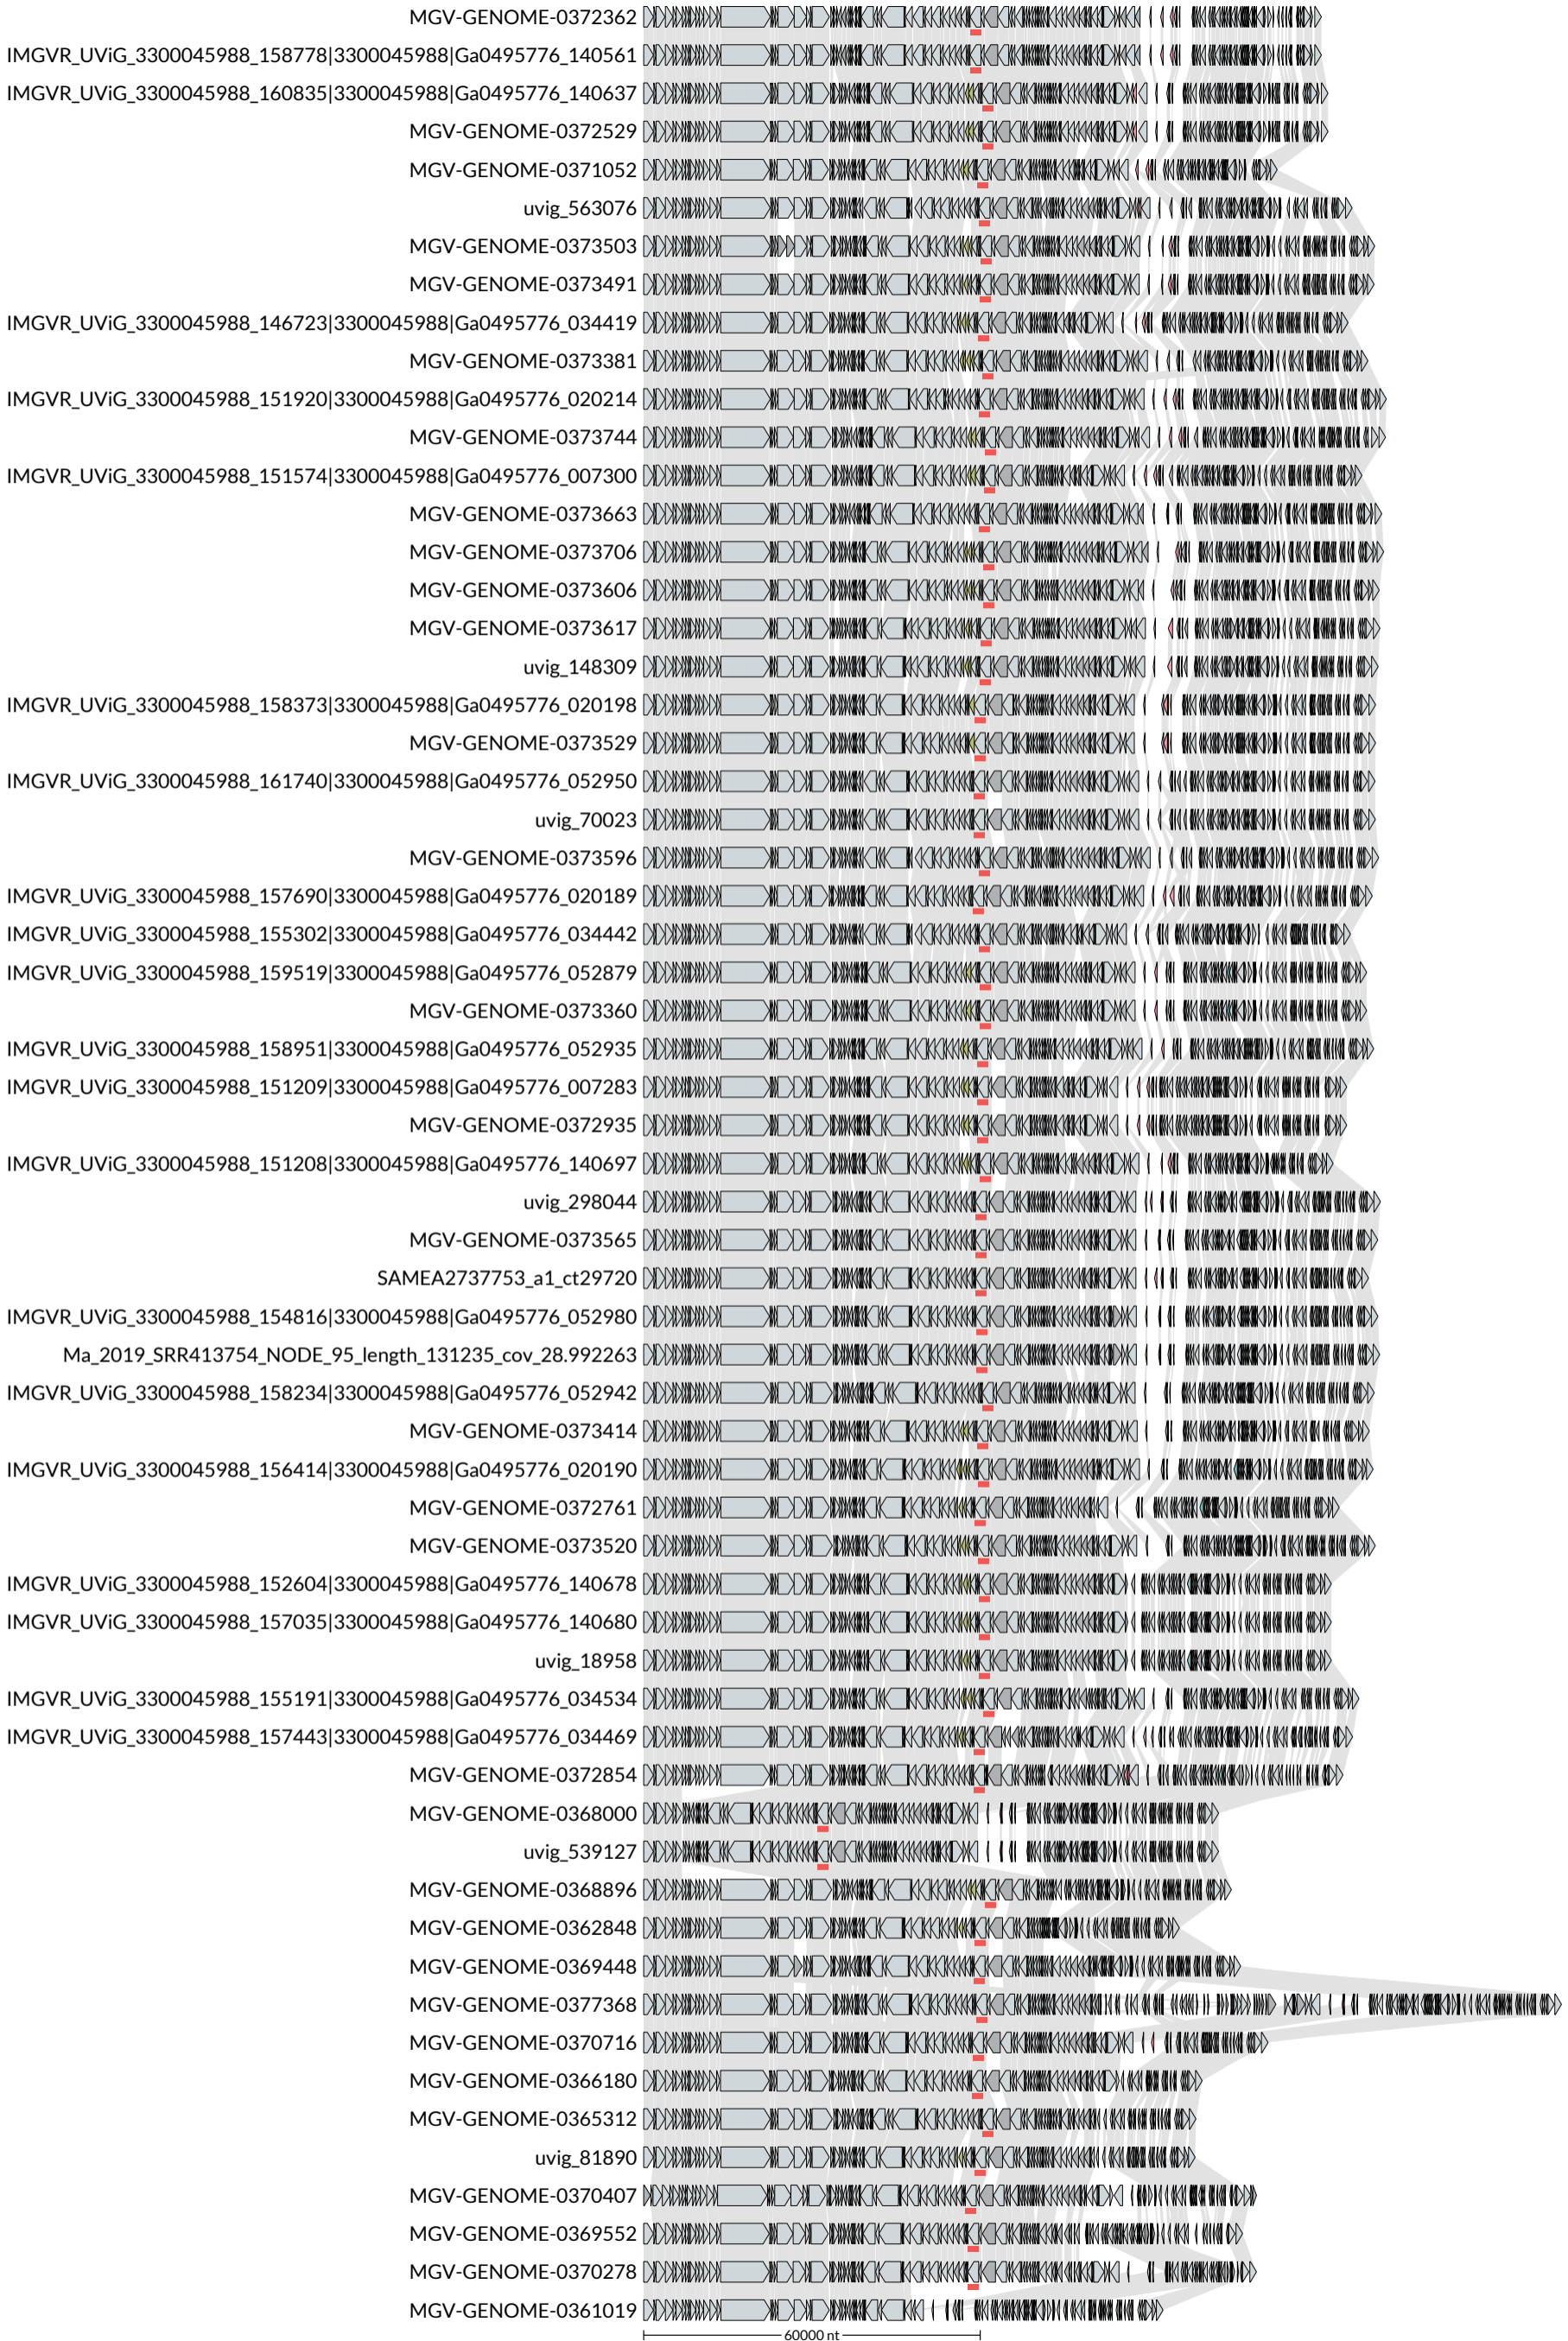 MGV-GENOME-0372362
IMGVR_UViG_3300045988_158778|3300045988|Ga0495776_140561
IMGVR_UViG_3300045988_160835|3300045988|Ga0495776_140637
MGV-GENOME-0372529
MGV-GENOME-0371052
uvig_563076
MGV-GENOME-0373503
MGV-GENOME-0373491
IMGVR_UViG_3300045988_146723|3300045988|Ga0495776_034419
MGV-GENOME-0373381
IMGVR_UViG_3300045988_151920|3300045988|Ga0495776_020214
MGV-GENOME-0373744
IMGVR_UViG_3300045988_151574|3300045988|Ga0495776_007300
MGV-GENOME-0373663
MGV-GENOME-0373706
MGV-GENOME-0373606
MGV-GENOME-0373617
uvig_148309
IMGVR_UViG_3300045988_158373|3300045988|Ga0495776_020198
MGV-GENOME-0373529
IMGVR_UViG_3300045988_161740|3300045988|Ga0495776_052950
uvig_70023
MGV-GENOME-0373596
IMGVR_UViG_3300045988_157690|3300045988|Ga0495776_020189
IMGVR_UViG_3300045988_155302|3300045988|Ga0495776_034442
IMGVR_UViG_3300045988_159519|3300045988|Ga0495776_052879
MGV-GENOME-0373360
IMGVR_UViG_3300045988_158951|3300045988|Ga0495776_052935
IMGVR_UViG_3300045988_151209|3300045988|Ga0495776_007283
MGV-GENOME-0372935
IMGVR_UViG_3300045988_151208|3300045988|Ga0495776_140697
uvig_298044
MGV-GENOME-0373565
SAMEA2737753_a1_ct29720
IMGVR_UViG_3300045988_154816|3300045988|Ga0495776_052980
Ma_2019_SRR413754_NODE_95_length_131235_cov_28.992263
IMGVR_UViG_3300045988_158234|3300045988|Ga0495776_052942
MGV-GENOME-0373414
IMGVR_UViG_3300045988_156414|3300045988|Ga0495776_020190
MGV-GENOME-0372761
MGV-GENOME-0373520
IMGVR_UViG_3300045988_152604|3300045988|Ga0495776_140678
IMGVR_UViG_3300045988_157035|3300045988|Ga0495776_140680
uvig_18958
IMGVR_UViG_3300045988_155191|3300045988|Ga0495776_034534
IMGVR_UViG_3300045988_157443|3300045988|Ga0495776_034469
MGV-GENOME-0372854
MGV-GENOME-0368000
uvig_539127
MGV-GENOME-0368896
MGV-GENOME-0362848
MGV-GENOME-0369448
MGV-GENOME-0377368
MGV-GENOME-0370716
MGV-GENOME-0366180
MGV-GENOME-0365312
uvig_81890
MGV-GENOME-0370407
MGV-GENOME-0369552
MGV-GENOME-0370278
MGV-GENOME-0361019
60000 nt